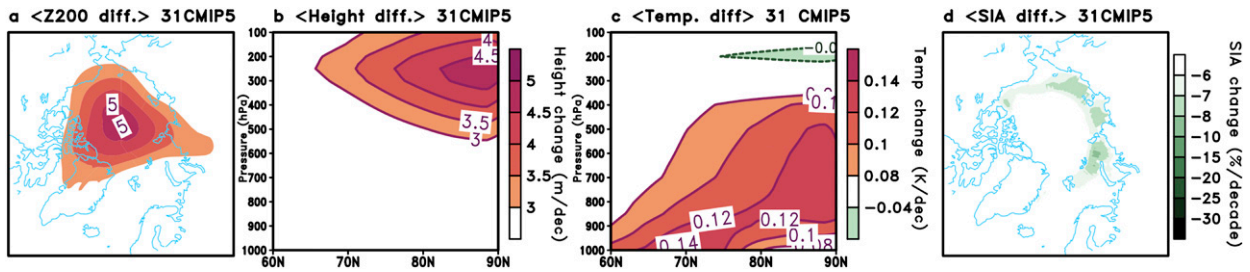 a <Z200 diff.> 31CMIP5
5
5
b <Height diff.> 31CMIP5
Pressure (hPa)
100
200
300
400
500
600
700
800
900
1000
60N
70N
80N
90N
4
4.5
3.5
3
5
4.5
4
3.5
3
Height change (m/dec)
c <Temp. diff> 31 CMIP5
Pressure (hPa)
100
200
300
400
500
600
700
800
900
1000
60N
70N
80N
90N
0.12
0.12
0.14
0.1
0.14
0.12
0.1
0.08
-0.04
Temp change (K/dec)
d <SIA diff.> 31CMIP5
-6
-7
-8
-10
-15
-20
-25
-30
SIA change (%/decade)